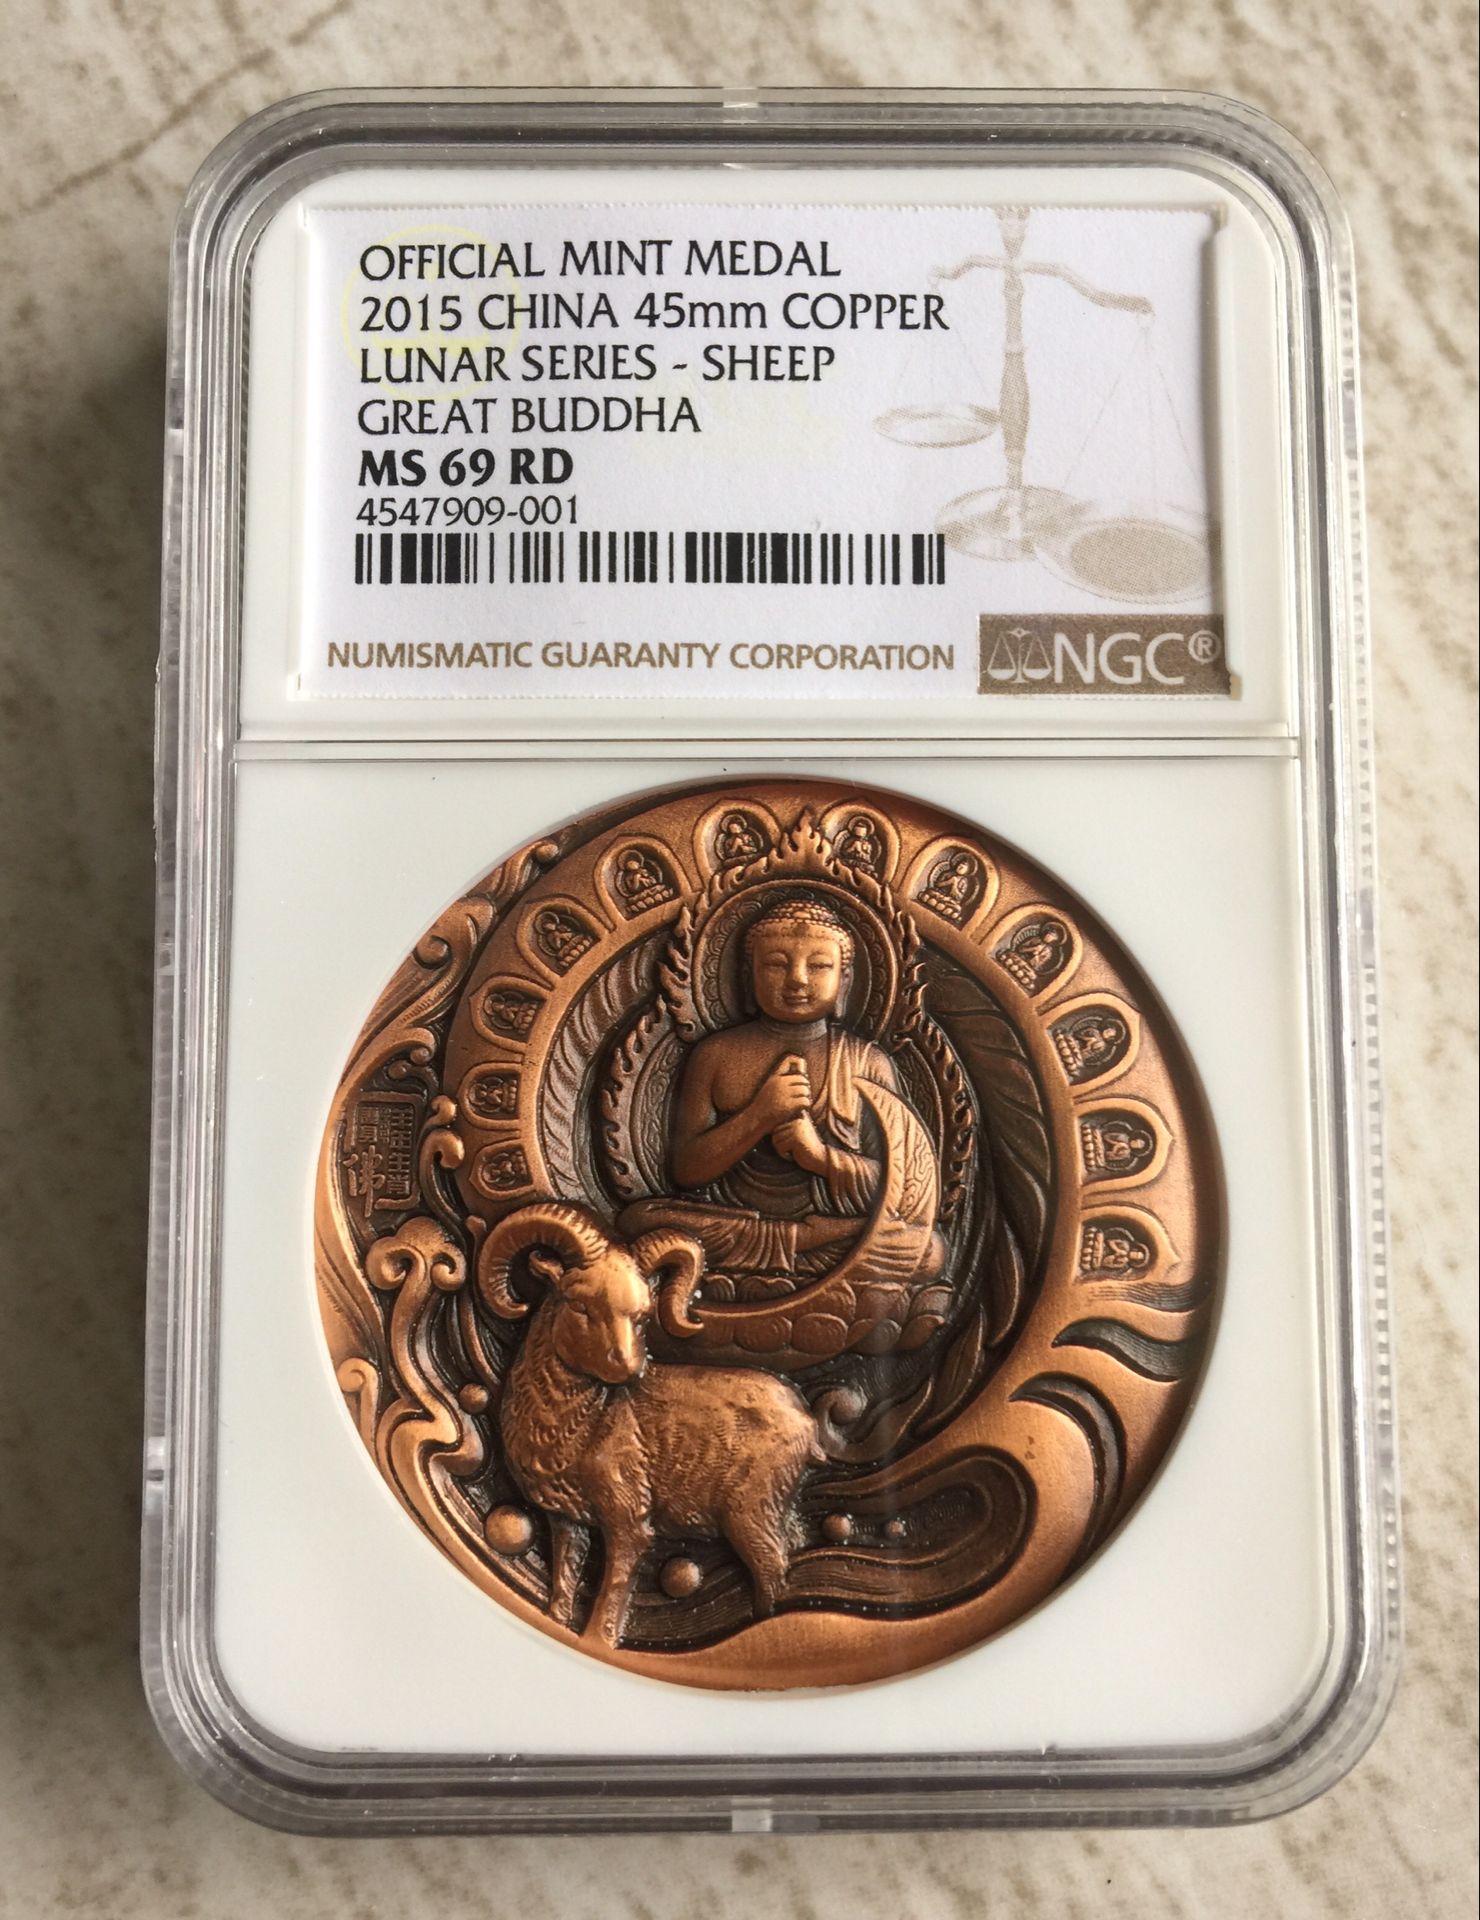 OFFICIAL MINT MEDAL
2015 CHINA 45mm COPPER
LUNAR SERIES - SHEEP
GREAT BUDDHA
MS 69 RD
4547909-001
NUMISMATIC GUARANTY CORPORATION
NGC®